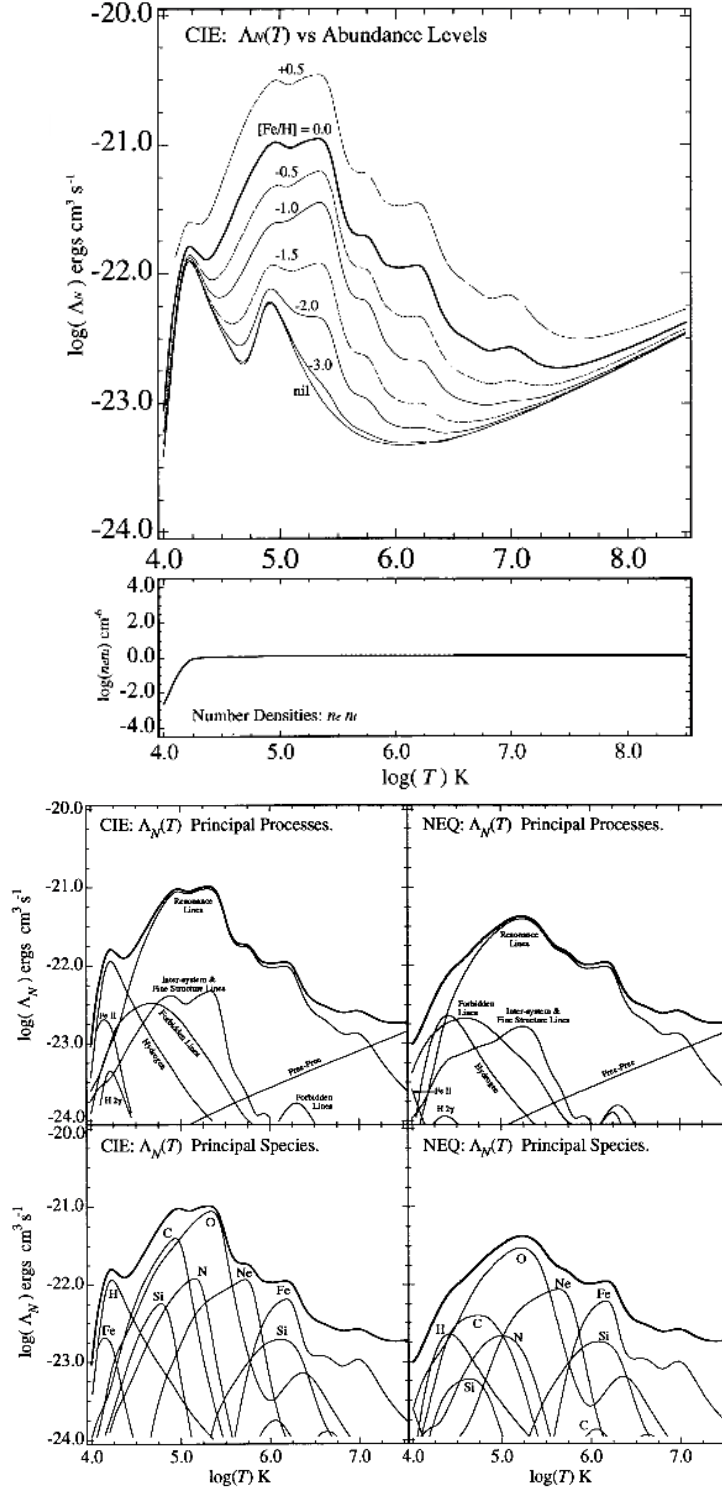 -20.0
CIE: ΛN(T) vs Abundance Levels
+0.5
[Fe/H] = 0.0
-21.0
-0.5
-1.0
-1.5
-22.0
-2.0
-3.0
nil
-23.0
-24.0
log( ΛN ) ergs cm³ s⁻¹
4.0 5.0 6.0 7.0 8.0
4.0
2.0
0.0
-2.0
-4.0
log(nent) cm⁻⁶
Number Densities: ne nt
4.0 5.0 6.0 7.0 8.0
log( T ) K
-20.0
CIE: ΛN(T) Principal Processes.
-21.0
Resonance
Lines
-22.0
Inter-system &
Fine Structure Lines
Fe II
Forbidden Lines
-23.0
Hydrogen
Free-Free
H 2γ
Forbidden
Lines
-24.0
log( ΛN ) ergs cm³ s⁻¹
NEQ: ΛN(T) Principal Processes.
Resonance
Lines
Forbidden
Lines
Inter-system &
Fine Structure Lines
Hydrogen
Free-Free
Fe II
H 2γ
-20.0
CIE: ΛN(T) Principal Species.
-21.0
O
C
-22.0
H
N
Ne
Si
Fe
Fe
-23.0
Si
-24.0
log( ΛN ) ergs cm³ s⁻¹
4.0 5.0 6.0 7.0
log(T) K
NEQ: ΛN(T) Principal Species.
O
Ne
Fe
C
H
N
Si
Si
C
4.0 5.0 6.0 7.0
log(T) K